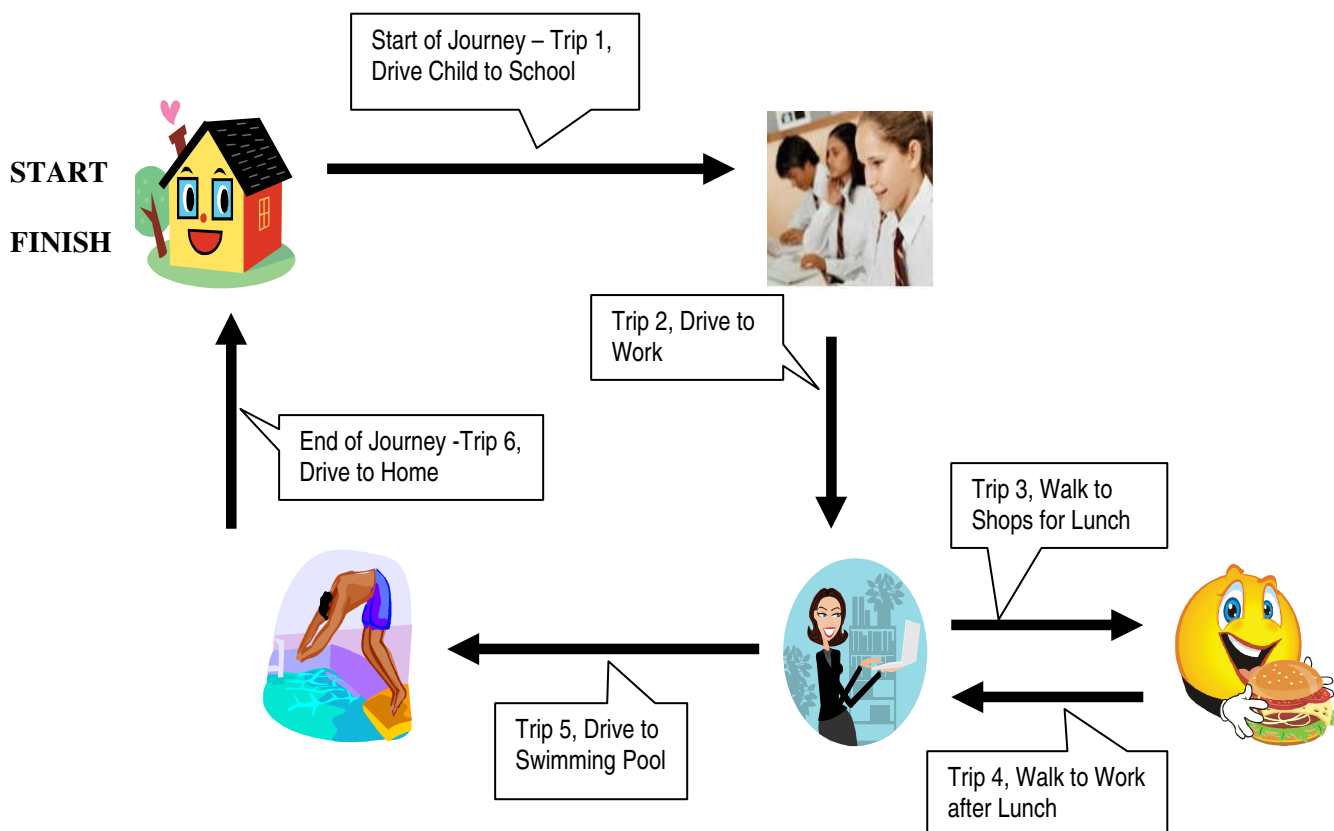 Start of Journey – Trip 1,
Drive Child to School
START
FINISH
Trip 2, Drive to
Work
End of Journey -Trip 6,
Drive to Home
Trip 3, Walk to
Shops for Lunch
Trip 5, Drive to
Swimming Pool
Trip 4, Walk to Work
after Lunch